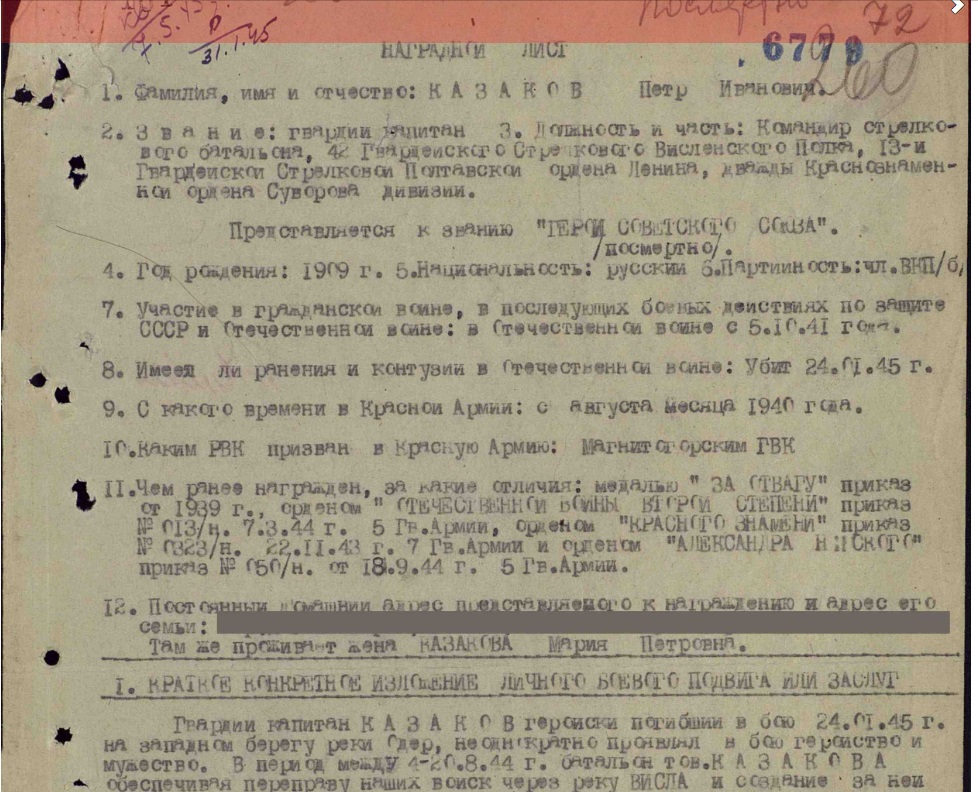 7.5.
31.1.45
Посмертно
72
НАГРАДНОЙ ЛИСТ
6779
260
1. Фамилия, имя и отчество: К А З А К О В Петр Иванович.
2. З в а н и е: гвардии капитан 3. Должность и часть: Командир стрелко-
вого батальона, 42 Гвардейского Стрелкового Висленского Полка, 13-й
Гвардейской Стрелковой Полтавской ордена Ленина, дважды Краснознамен-
ной ордена Суворова дивизии.
Представляется к званию "ГЕРОЙ СОВЕТСКОГО СОЮЗА".
/посмертно/.
4. Год рождения: 1909 г. 5.Национальность: русский 6.Партийность:чл.ВКП/б/
7. Участие в гражданской войне, в последующих боевых действиях по защите
СССР и Отечественной войне: в Отечественной войне с 5.10.41 года.
8. Имеел ли ранения и контузии в Отечественной войне: Убит 24.01.45 г.
9. С какого времени в Красной Армии: с августа месяца 1940 года.
10.Каким РВК призван в Красную Армию: Магнитогорским ГВК
11.Чем ранее награжден, за какие отличия: медалью " ЗА ОТВАГУ" приказ
от 1939 г., орденом " ОТЕЧЕСТВЕННОЙ ВОЙНЫ ВТОРОЙ СТЕПЕНИ" приказ
№ 013/н. 7.3.44 г. 5 Гв.Армии, орденом "КРАСНОГО ЗНАМЕНИ" приказ
№ 0323/н. 22.11.43 г. 7 Гв.Армии и орденом "АЛЕКСАНДРА НЕВСКОГО"
приказ № 050/н. от 18.9.44 г. 5 Гв.Армии.
12. Постоянный домашний адрес представляемого к награждению и адрес его
семьи:
Там же проживает жена КАЗАКОВА Мария Петровна.
I. КРАТКОЕ КОНКРЕТНОЕ ИЗЛОЖЕНИЕ ЛИЧНОГО БОЕВОГО ПОДВИГА ИЛИ ЗАСЛУГ
Гвардии капитан К А З А К О В геройски погибший в бою 24.01.45 г.
на западном берегу реки Одер, неоднократно проявлял в бою геройство и
мужество. В период между 4-20.8.44 г. батальон тов.К А З А К О В А
обеспечивая переправу наших войск через реку ВИСЛА и создание за ней